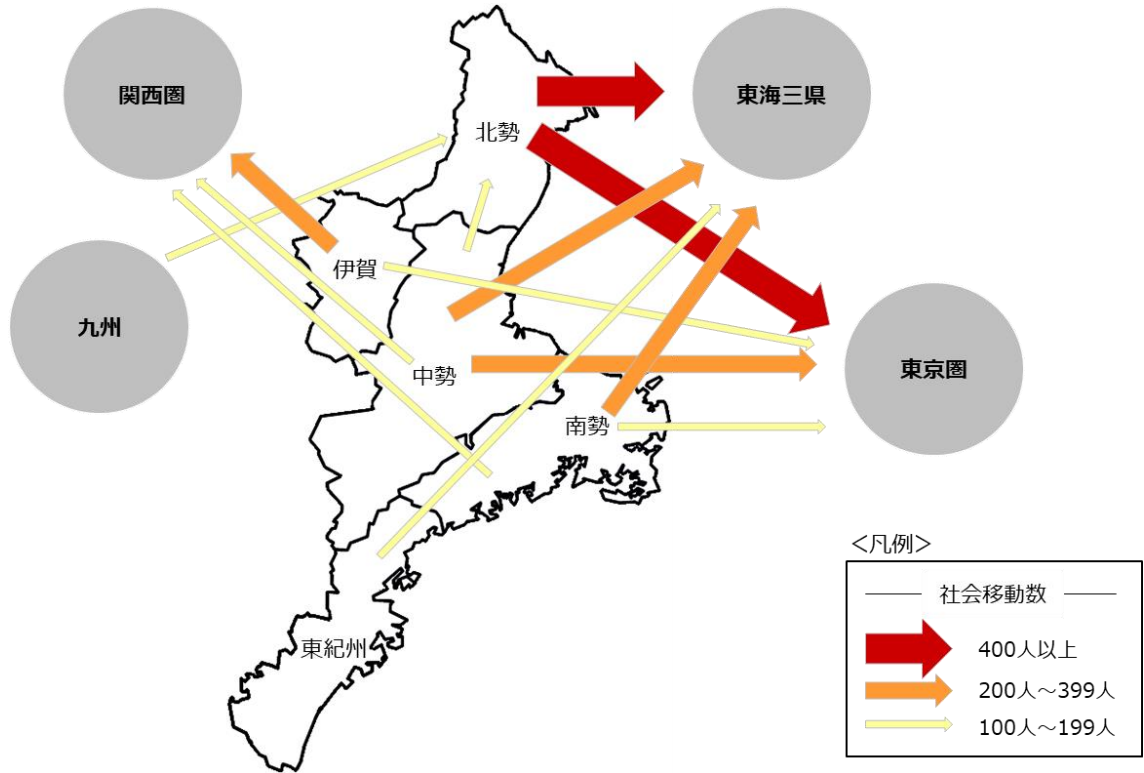 関西圏
東海三県
北勢
伊賀
九州
中勢
東京圏
南勢
東紀州
＜凡例＞
社会移動数
400人以上
200人～399人
100人～199人